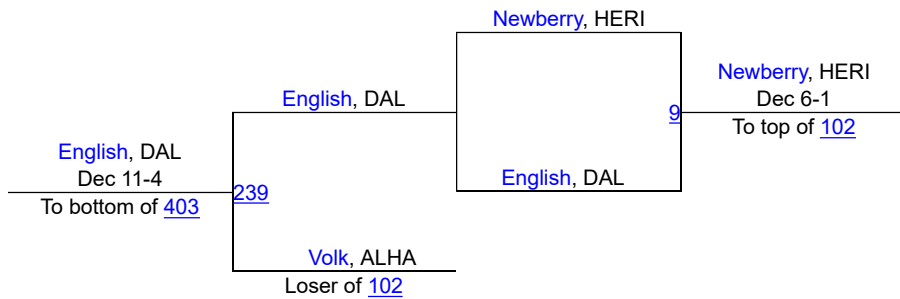 Newberry, HERI
Newberry, HERI
Dec 6-1
To top of 102
English, DAL
9
English, DAL
English, DAL
Dec 11-4
To bottom of 403
239
Volk, ALHA
Loser of 102